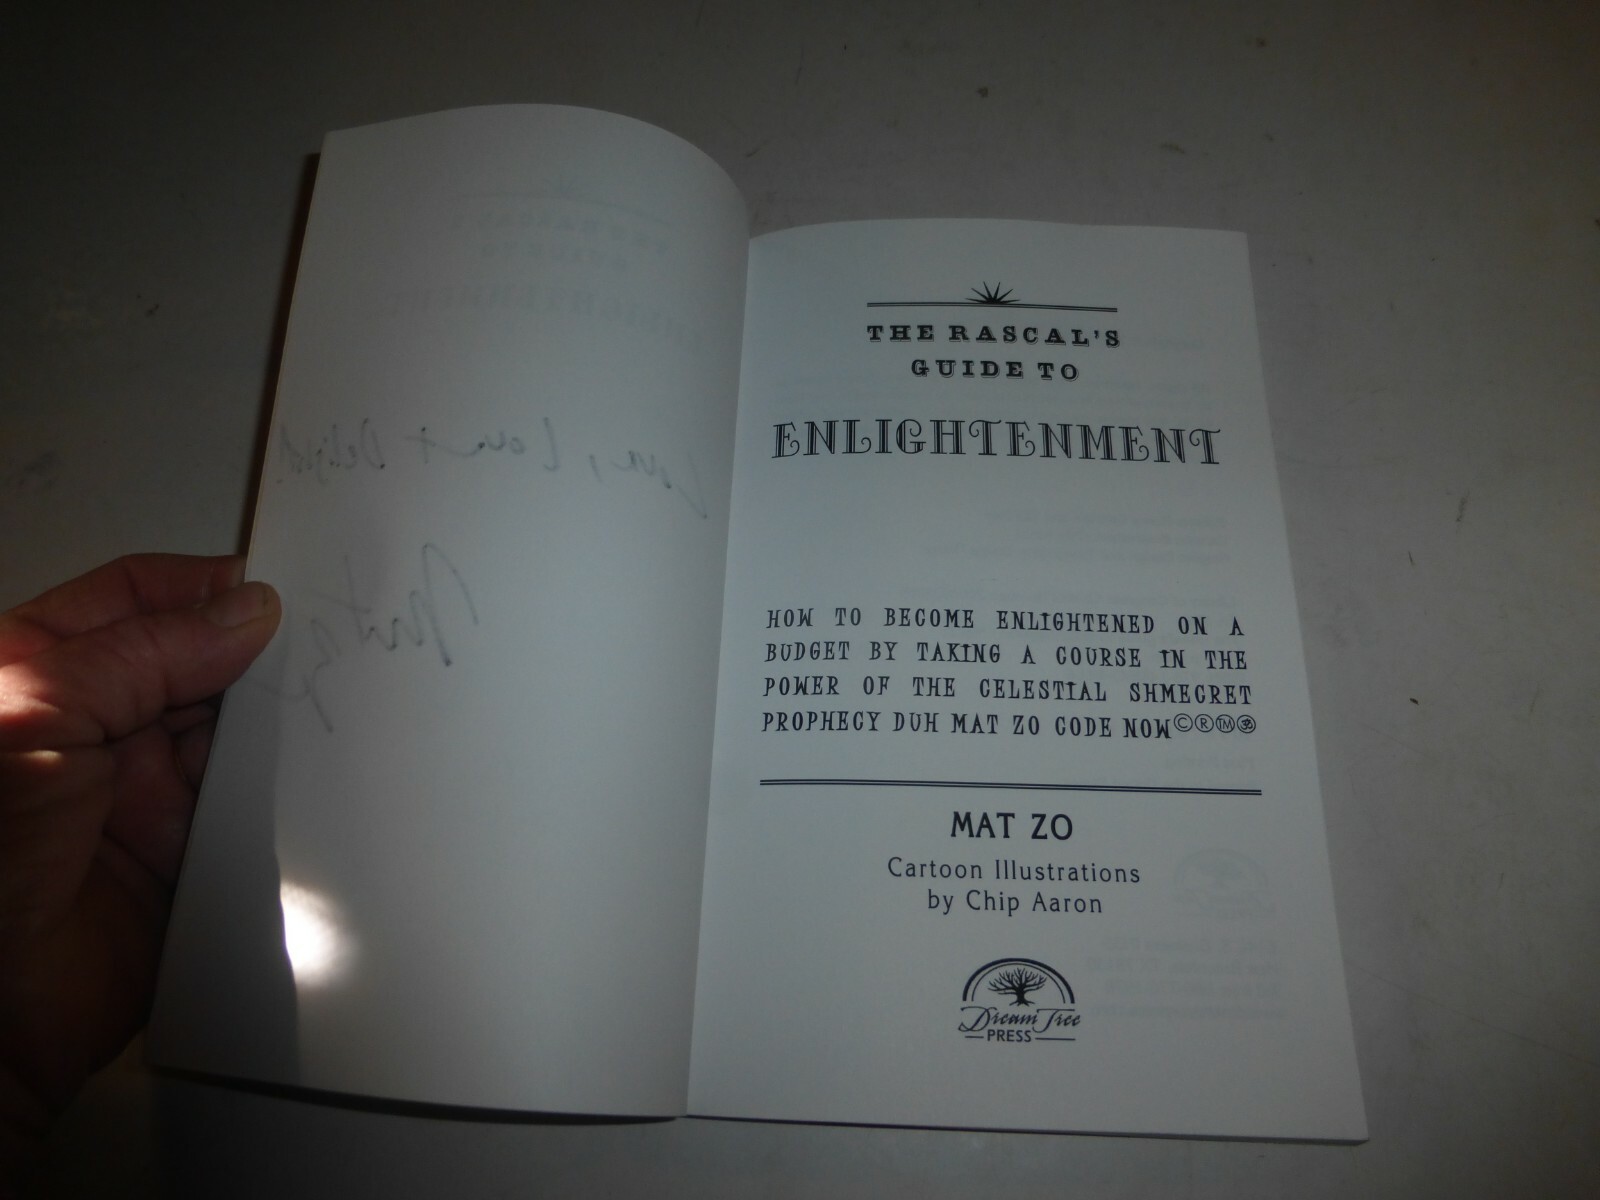 THE RASCAL'S
GUIDE TO
ENLIGHTENMENT
HOW TO BECOME ENLIGHTENED ON A
BUDGET BY TAKING A COURSE IN THE
POWER OF THE CELESTIAL SHMECRET
PROPHECY DUH MAT ZO CODE NOW©®™ॐ
MAT ZO
Cartoon Illustrations
by Chip Aaron
Dream Tree
PRESS